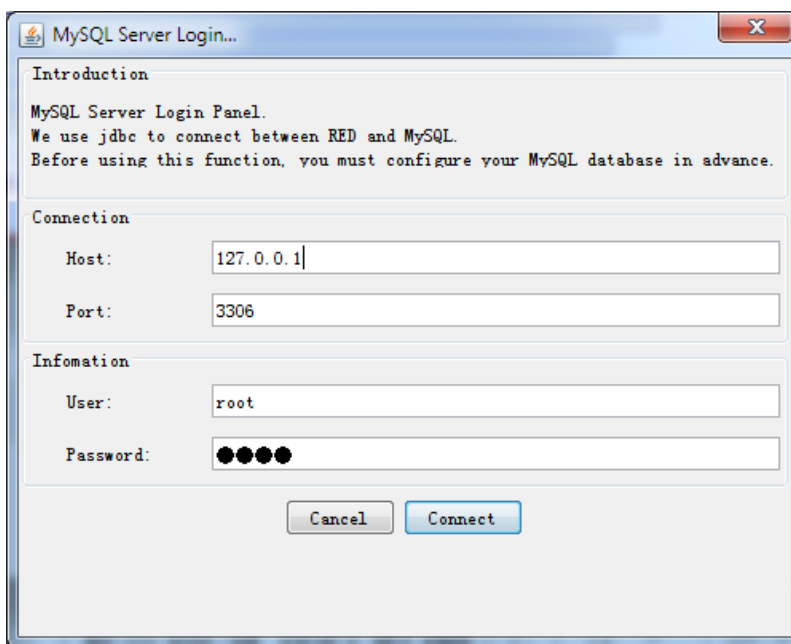 MySQL Server Login...
Introduction
MySQL Server Login Panel.
We use jdbc to connect between RED and MySQL.
Before using this function, you must configure your MySQL database in advance.
Connection
Host: 127.0.0.1
Port: 3306
Infomation
User: root
Password: ●●●●
Cancel Connect